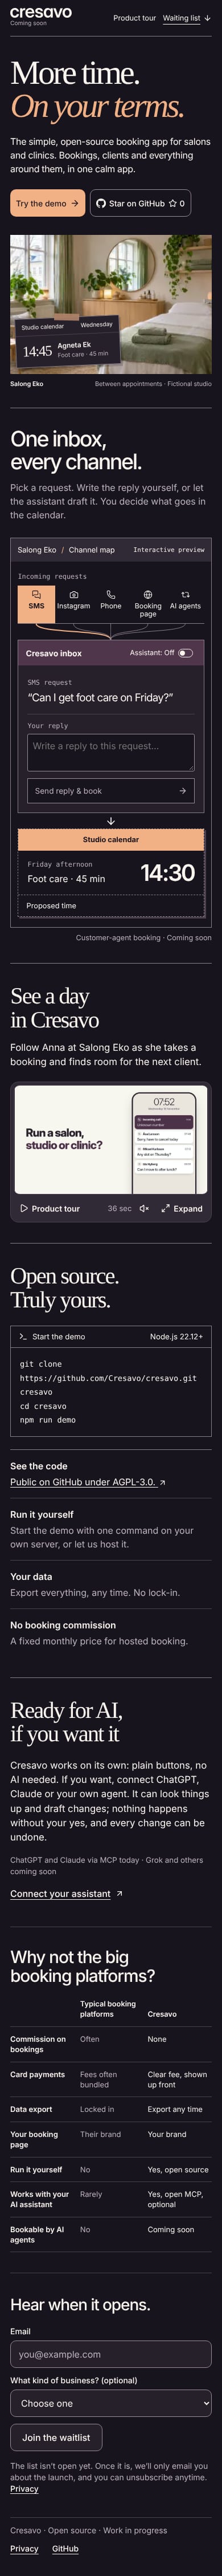 cresavo
Coming soon
Product tour
Waiting list
More time.
On your terms.
The simple, open-source booking app for salons
and clinics. Bookings, clients and everything
around them, in one calm app.
Try the demo
Star on GitHub
0
Studio calendar
Wednesday
14:45
Agneta Ek
Foot care · 45 min
Salong Eko
Between appointments · Fictional studio
One inbox,
every channel.
Pick a request. Write the reply yourself, or let
the assistant draft it. You decide what goes in
the calendar.
Salong Eko / Channel map
Interactive preview
Incoming requests
SMS
Instagram
Phone
Booking
page
AI agents
Cresavo inbox
Assistant: Off
SMS request
“Can I get foot care on Friday?”
Your reply
Write a reply to this request...
Send reply & book
Studio calendar
Friday afternoon
Foot care · 45 min
14:30
Proposed time
Customer-agent booking · Coming soon
See a day
in Cresavo
Follow Anna at Salong Eko as she takes a
booking and finds room for the next client.
Run a salon,
studio or clinic?
07:52
Product tour
36 sec
Expand
Open source.
Truly yours.
Start the demo
Node.js 22.12+
git clone
https://github.com/Cresavo/cresavo.git
cresavo
cd cresavo
npm run demo
See the code
Public on GitHub under AGPL-3.0.
Run it yourself
Start the demo with one command on your
own server, or let us host it.
Your data
Export everything, any time. No lock-in.
No booking commission
A fixed monthly price for hosted booking.
Ready for AI,
if you want it
Cresavo works on its own: plain buttons, no
AI needed. If you want, connect ChatGPT,
Claude or your own agent. It can look things
up and draft changes; nothing happens
without your yes, and every change can be
undone.
ChatGPT and Claude via MCP today · Grok and others
coming soon
Connect your assistant
Why not the big
booking platforms?
Typical booking
platforms
Cresavo
Commission on
bookings
Often
None
Card payments
Fees often
bundled
Clear fee, shown
up front
Data export
Locked in
Export any time
Your booking
page
Their brand
Your brand
Run it yourself
No
Yes, open source
Works with your
AI assistant
Rarely
Yes, open MCP,
optional
Bookable by AI
agents
No
Coming soon
Hear when it opens.
Email
you@example.com
What kind of business? (optional)
Choose one
Join the waitlist
The list isn’t open yet. Once it is, we’ll only email you
about the launch, and you can unsubscribe anytime.
Privacy
Cresavo · Open source · Work in progress
Privacy
GitHub